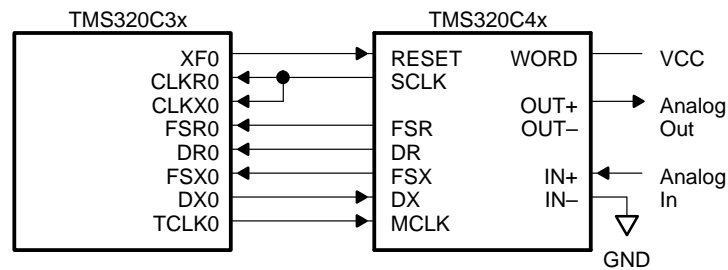 TMS320C3x
TMS320C4x
XF0
RESET
WORD
VCC
CLKR0
SCLK
CLKX0
OUT+
Analog
FSR0
FSR
OUT–
Out
DR0
DR
FSX0
FSX
IN+
Analog
DX0
DX
IN–
In
TCLK0
MCLK
GND